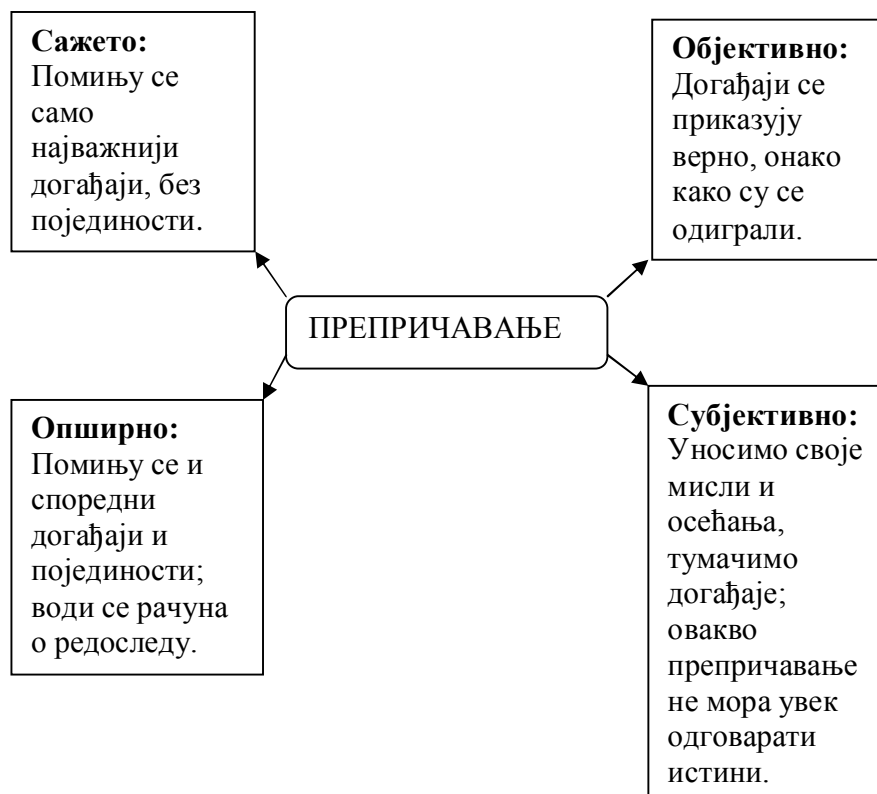 Сажето:
Помињу се
само
најважнији
догађаји, без
појединости.
Објективно:
Догађаји се
приказују
верно, онако
како су се
одиграли.
ПРЕПРИЧАВАЊЕ
Опширно:
Помињу се и
споредни
догађаји и
појединости;
води се рачуна
о редоследу.
Субјективно:
Уносимо своје
мисли и
осећања,
тумачимо
догађаје;
овакво
препричавање
не мора увек
одговарати
истини.